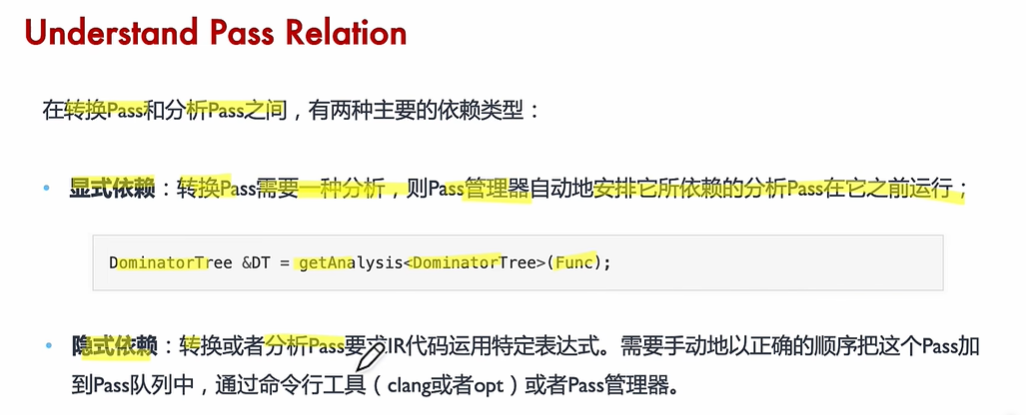 Understand Pass Relation
在转换Pass和分析Pass之间，有两种主要的依赖类型：
• 显式依赖：转换Pass需要一种分析，则Pass管理器自动地安排它所依赖的分析Pass在它之前运行；
DominatorTree &DT = getAnalysis<DominatorTree>(Func);
• 隐式依赖：转换或者分析Pass要求IR代码运用特定表达式。需要手动地以正确的顺序把这个Pass加
到Pass队列中，通过命令行工具（clang或者opt）或者Pass管理器。